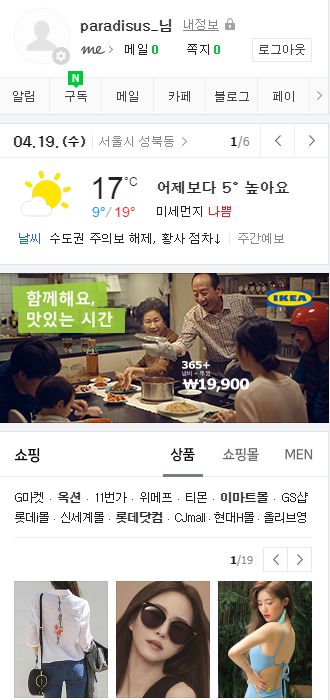 paradisus_님 내정보
me 메일 0 쪽지 0 로그아웃
N
알림 구독 메일 카페 블로그 페이
04.19.(수) 서울시 성북동 1/6
17°C 어제보다 5° 높아요
9°/ 19° 미세먼지 나쁨
날씨 수도권 주의보 해제, 황사 점차↓ 주간예보
함께해요,
맛있는 시간
IKEA
365+
₩19,900
쇼핑 상품 쇼핑몰 MEN
G마켓 · 옥션 · 11번가 · 위메프 · 티몬 · 이마트몰 · GS샵
롯데i몰 · 신세계몰 · 롯데닷컴 · CJmall · 현대H몰 · 올리브영
1/19